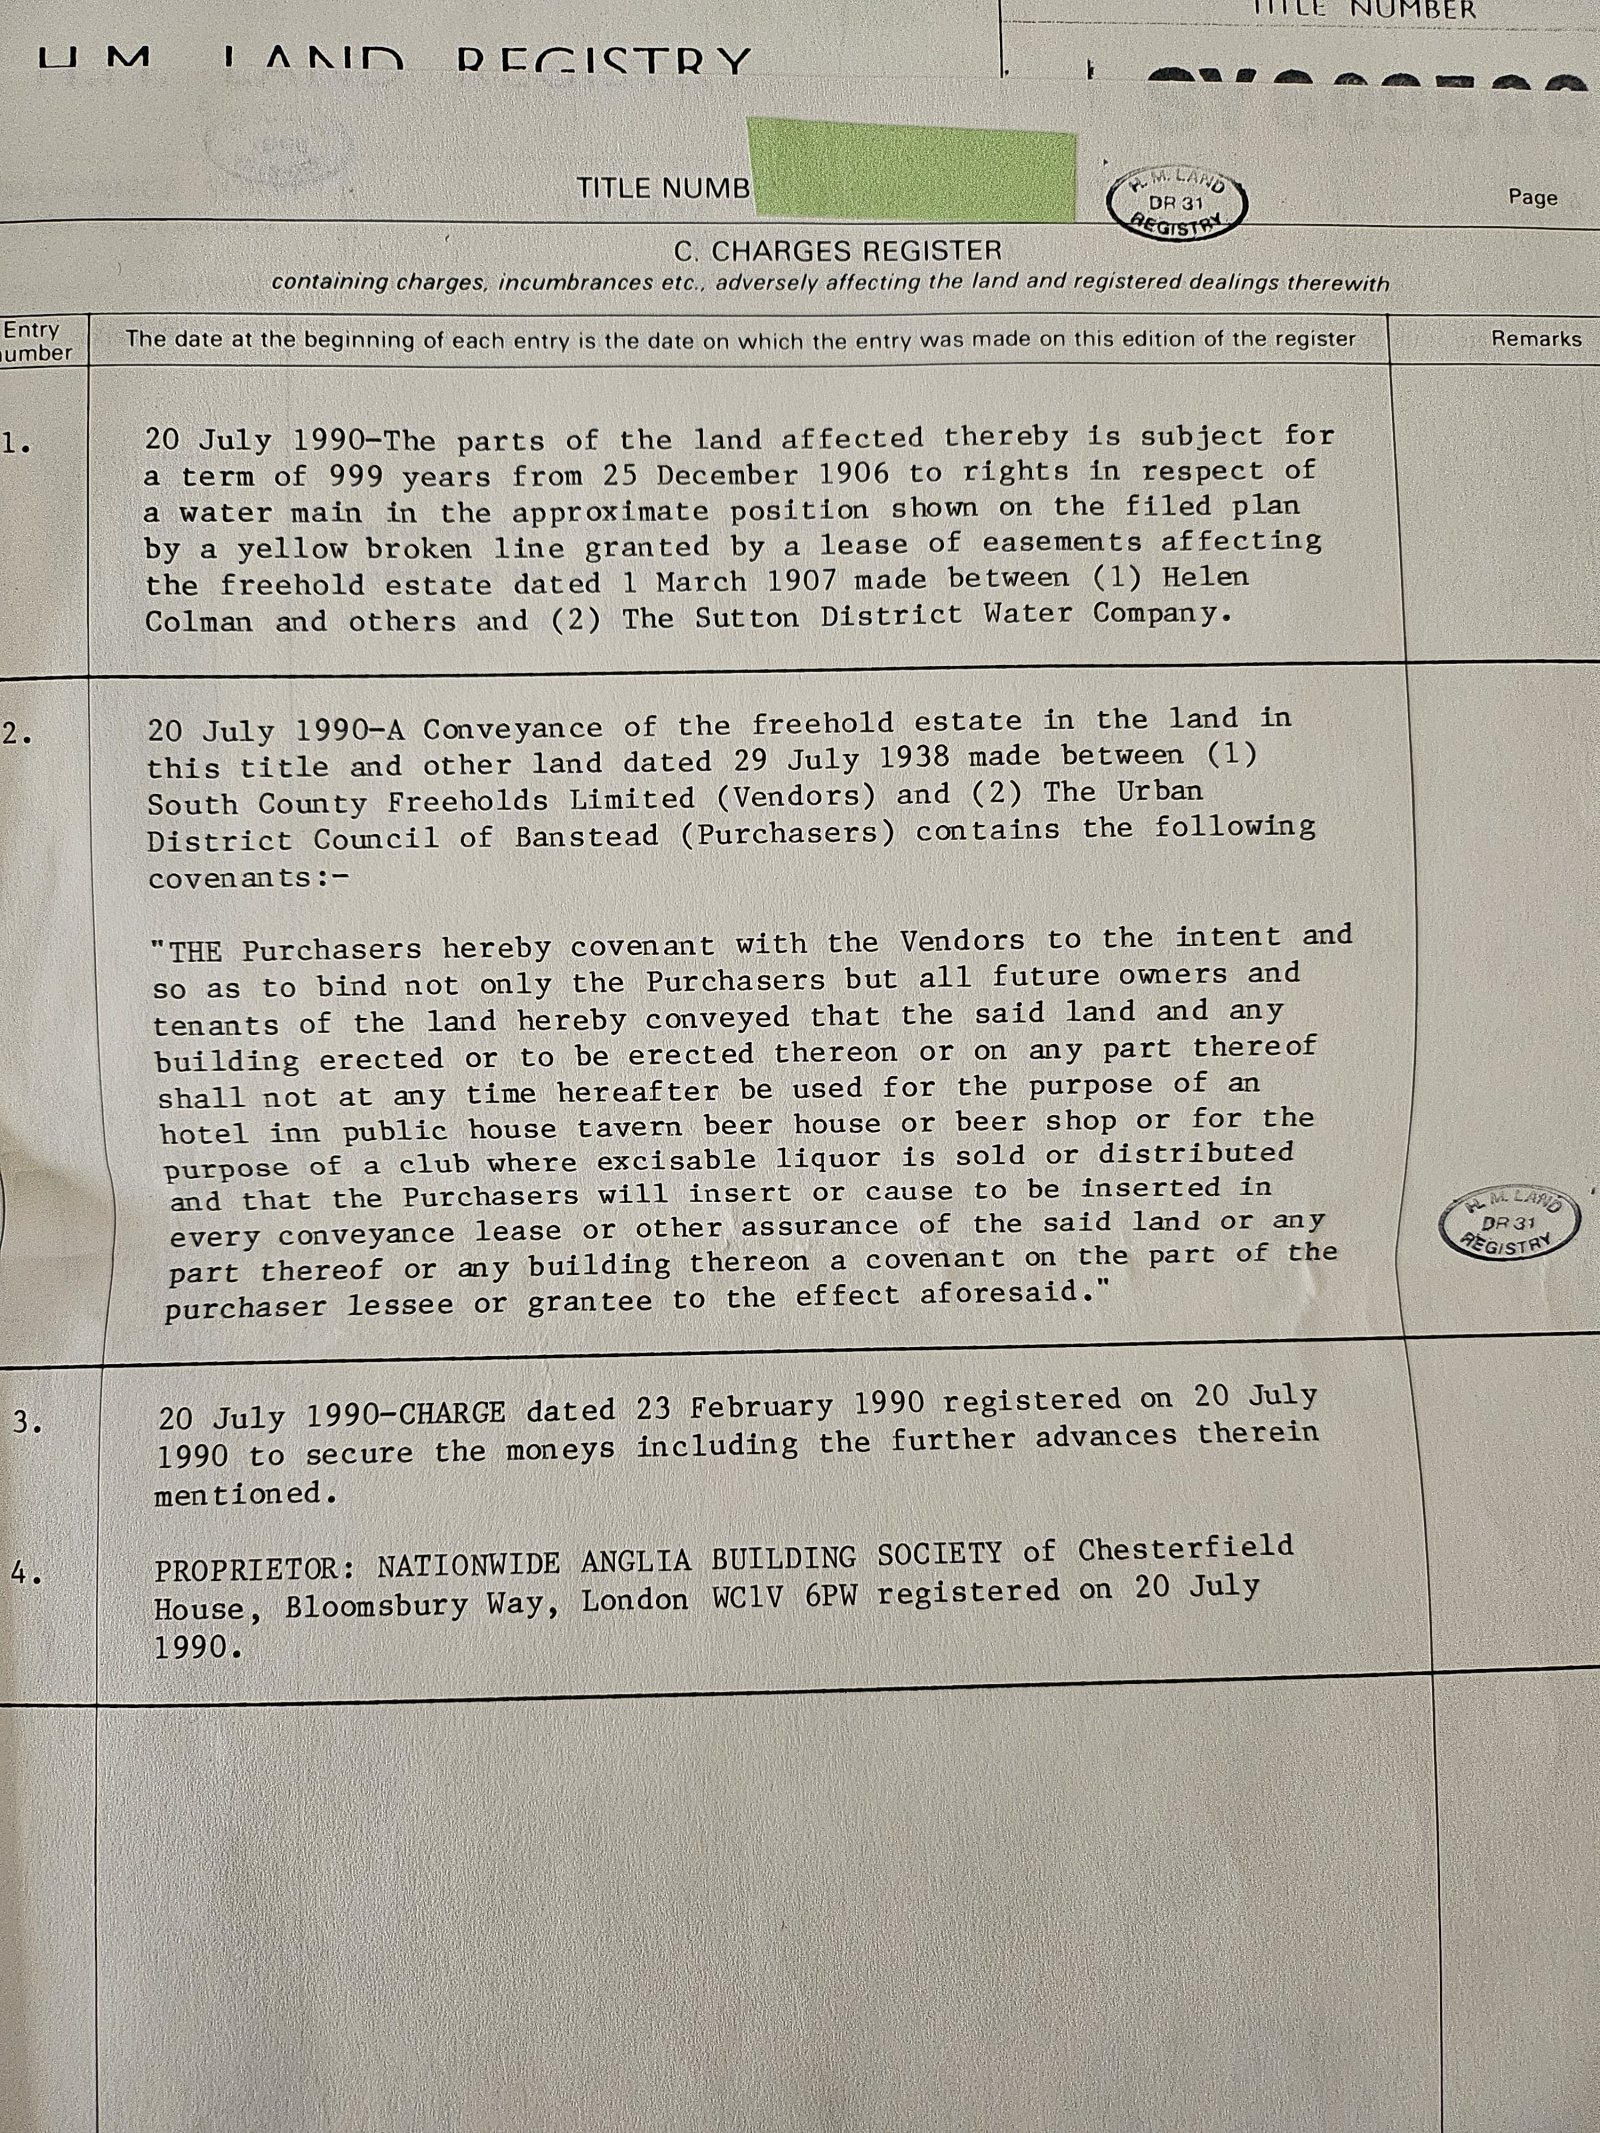 TITLE NUMBER
H.M. LAND REGISTRY
TITLE NUMB
H. M. LAND
DR 31
REGISTRY
Page
C. CHARGES REGISTER
containing charges, incumbrances etc., adversely affecting the land and registered dealings therewith
Entry
umber
The date at the beginning of each entry is the date on which the entry was made on this edition of the register
Remarks
1.
20 July 1990-The parts of the land affected thereby is subject for
a term of 999 years from 25 December 1906 to rights in respect of
a water main in the approximate position shown on the filed plan
by a yellow broken line granted by a lease of easements affecting
the freehold estate dated 1 March 1907 made between (1) Helen
Colman and others and (2) The Sutton District Water Company.
2.
20 July 1990-A Conveyance of the freehold estate in the land in
this title and other land dated 29 July 1938 made between (1)
South County Freeholds Limited (Vendors) and (2) The Urban
District Council of Banstead (Purchasers) contains the following
covenants:-
"THE Purchasers hereby covenant with the Vendors to the intent and
so as to bind not only the Purchasers but all future owners and
tenants of the land hereby conveyed that the said land and any
building erected or to be erected thereon or on any part thereof
shall not at any time hereafter be used for the purpose of an
hotel inn public house tavern beer house or beer shop or for the
purpose of a club where excisable liquor is sold or distributed
and that the Purchasers will insert or cause to be inserted in
every conveyance lease or other assurance of the said land or any
part thereof or any building thereon a covenant on the part of the
purchaser lessee or grantee to the effect aforesaid."
H. M. LAND
DR 31
REGISTRY
3.
20 July 1990-CHARGE dated 23 February 1990 registered on 20 July
1990 to secure the moneys including the further advances therein
mentioned.
4.
PROPRIETOR: NATIONWIDE ANGLIA BUILDING SOCIETY of Chesterfield
House, Bloomsbury Way, London WC1V 6PW registered on 20 July
1990.